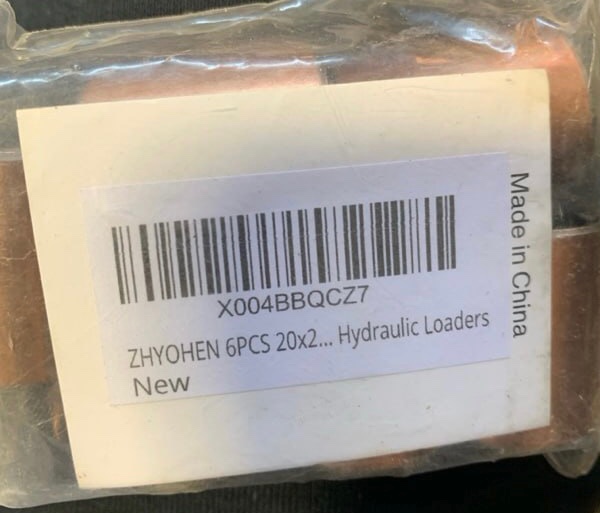 X004BBQCZ7
ZHYOHEN 6PCS 20x2... Hydraulic Loaders
New
Made in China